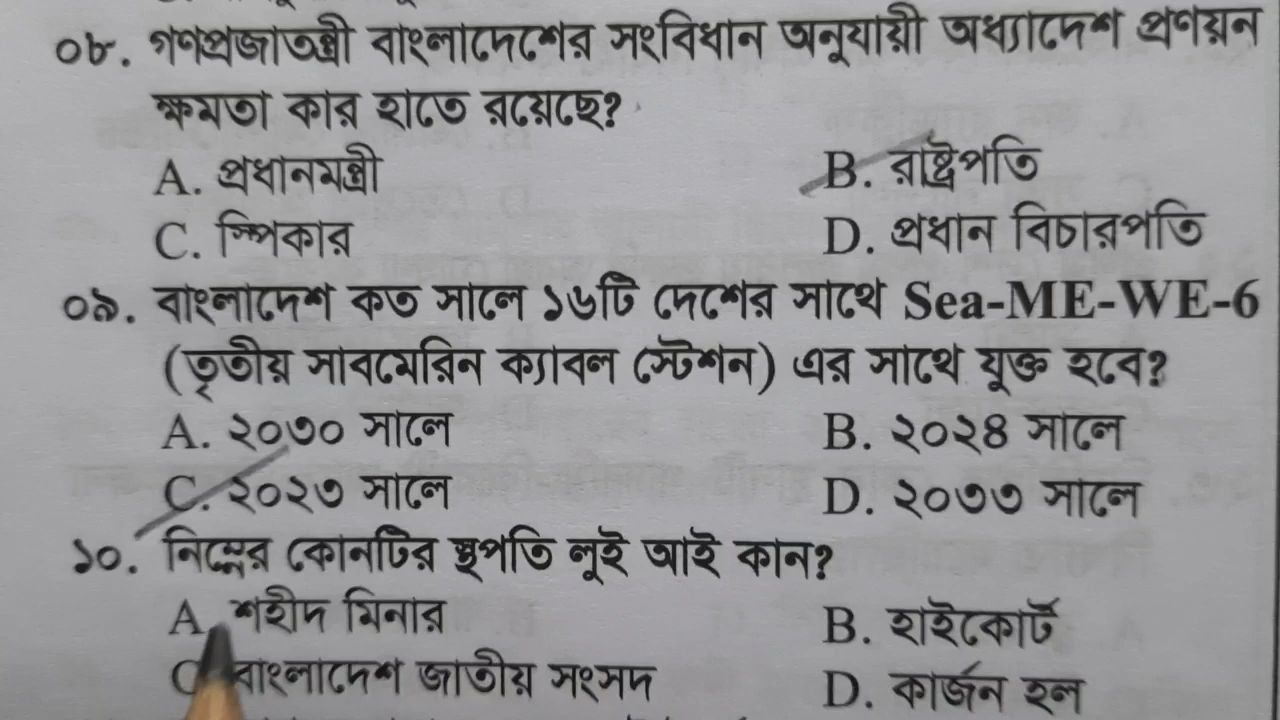 ০৮. গণপ্রজাতন্ত্রী বাংলাদেশের সংবিধান অনুযায়ী অধ্যাদেশ প্রণয়ন
ক্ষমতা কার হাতে রয়েছে?
A. প্রধানমন্ত্রী B. রাষ্ট্রপতি
C. স্পিকার D. প্রধান বিচারপতি
০৯. বাংলাদেশ কত সালে ১৬টি দেশের সাথে Sea-ME-WE-6
(তৃতীয় সাবমেরিন ক্যাবল স্টেশন) এর সাথে যুক্ত হবে?
A. ২০৩০ সালে B. ২০২৪ সালে
C. ২০২৩ সালে D. ২০৩৩ সালে
১০. নিম্নের কোনটির স্থপতি লুই আই কান?
A. শহীদ মিনার B. হাইকোর্ট
C বাংলাদেশ জাতীয় সংসদ D. কার্জন হল